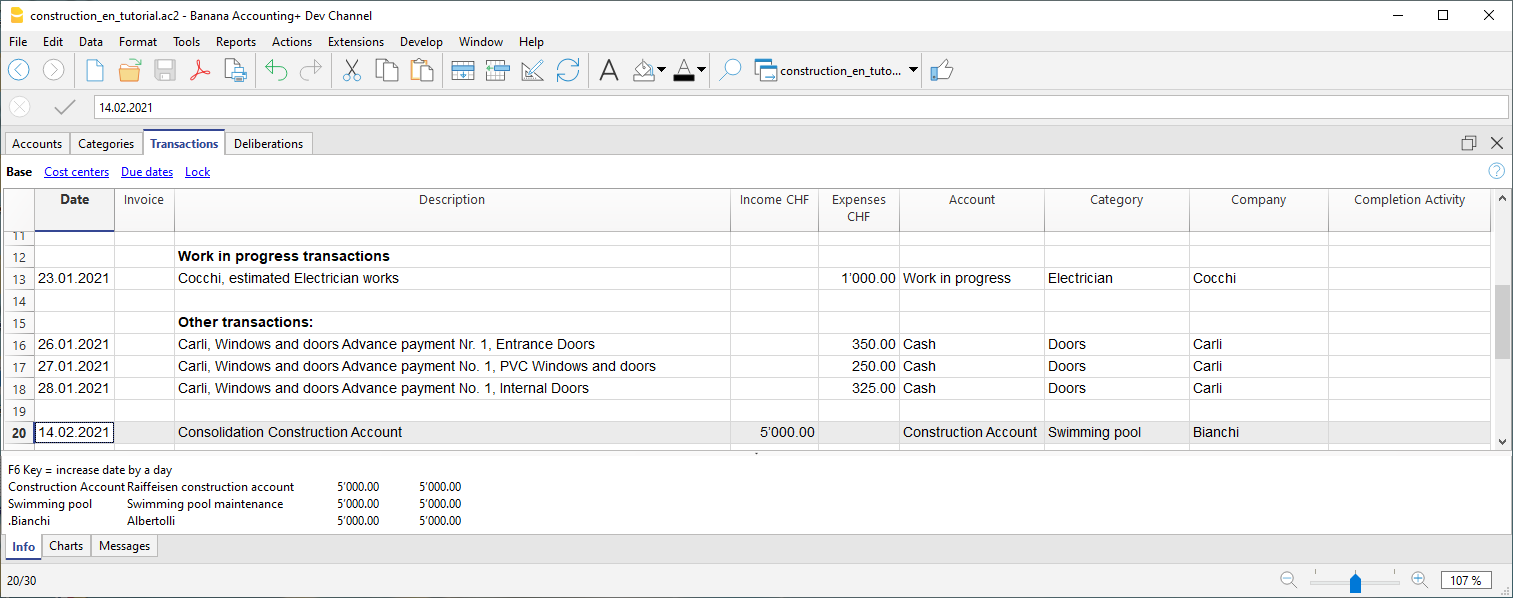 construction_en_tutorial.ac2 - Banana Accounting+ Dev Channel
File Edit Data Format Tools Reports Actions Extensions Develop Window Help
construction_en_tuto...
14.02.2021
Accounts Categories Transactions Deliberations
Base Cost centers Due dates Lock
Date Invoice Description Income CHF Expenses CHF Account Category Company Completion Activity
11
12 Work in progress transactions
13 23.01.2021 Cocchi, estimated Electrician works 1'000.00 Work in progress Electrician Cocchi
14
15 Other transactions:
16 26.01.2021 Carli, Windows and doors Advance payment Nr. 1, Entrance Doors 350.00 Cash Doors Carli
17 27.01.2021 Carli, Windows and doors Advance payment No. 1, PVC Windows and doors 250.00 Cash Doors Carli
18 28.01.2021 Carli, Windows and doors Advance payment No. 1, Internal Doors 325.00 Cash Doors Carli
19
20 14.02.2021 Consolidation Construction Account 5'000.00 Construction Account Swimming pool Bianchi
F6 Key = increase date by a day
Construction Account Raiffeisen construction account 5'000.00 5'000.00
Swimming pool Swimming pool maintenance 5'000.00 5'000.00
.Bianchi Albertolli 5'000.00 5'000.00
Info Charts Messages
20/30 107 %